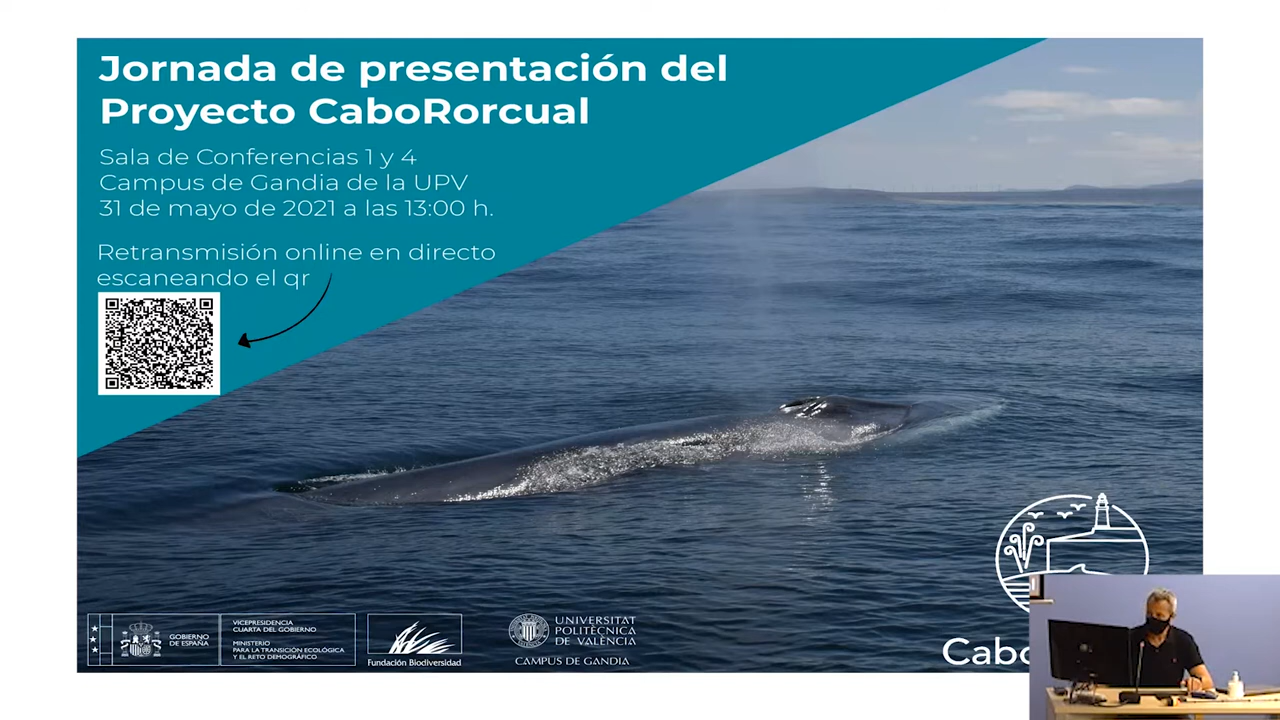 Jornada de presentación del
Proyecto CaboRorcual
Sala de Conferencias 1 y 4
Campus de Gandia de la UPV
31 de mayo de 2021 a las 13:00 h.
Retransmisión online en directo
escaneando el qr
GOBIERNO
DE ESPAÑA
VICEPRESIDENCIA
CUARTA DEL GOBIERNO
MINISTERIO
PARA LA TRANSICIÓN ECOLÓGICA
Y EL RETO DEMOGRÁFICO
Fundación Biodiversidad
UNIVERSITAT
POLITÈCNICA
DE VALÈNCIA
CAMPUS DE GANDIA
Cabo